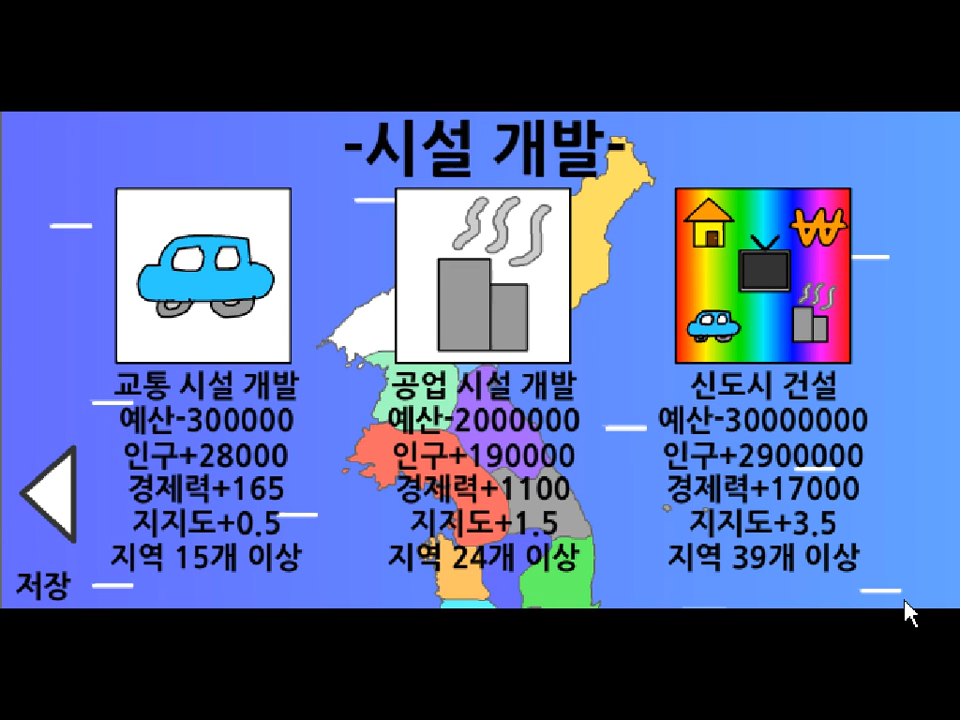 -시설 개발-
교통 시설 개발
예산-300000
인구+28000
경제력+165
지지도+0.5
지역 15개 이상
공업 시설 개발
예산-2000000
인구+190000
경제력+1100
지지도+1.5
지역 24개 이상
₩
신도시 건설
예산-30000000
인구+2900000
경제력+17000
지지도+3.5
지역 39개 이상
저장